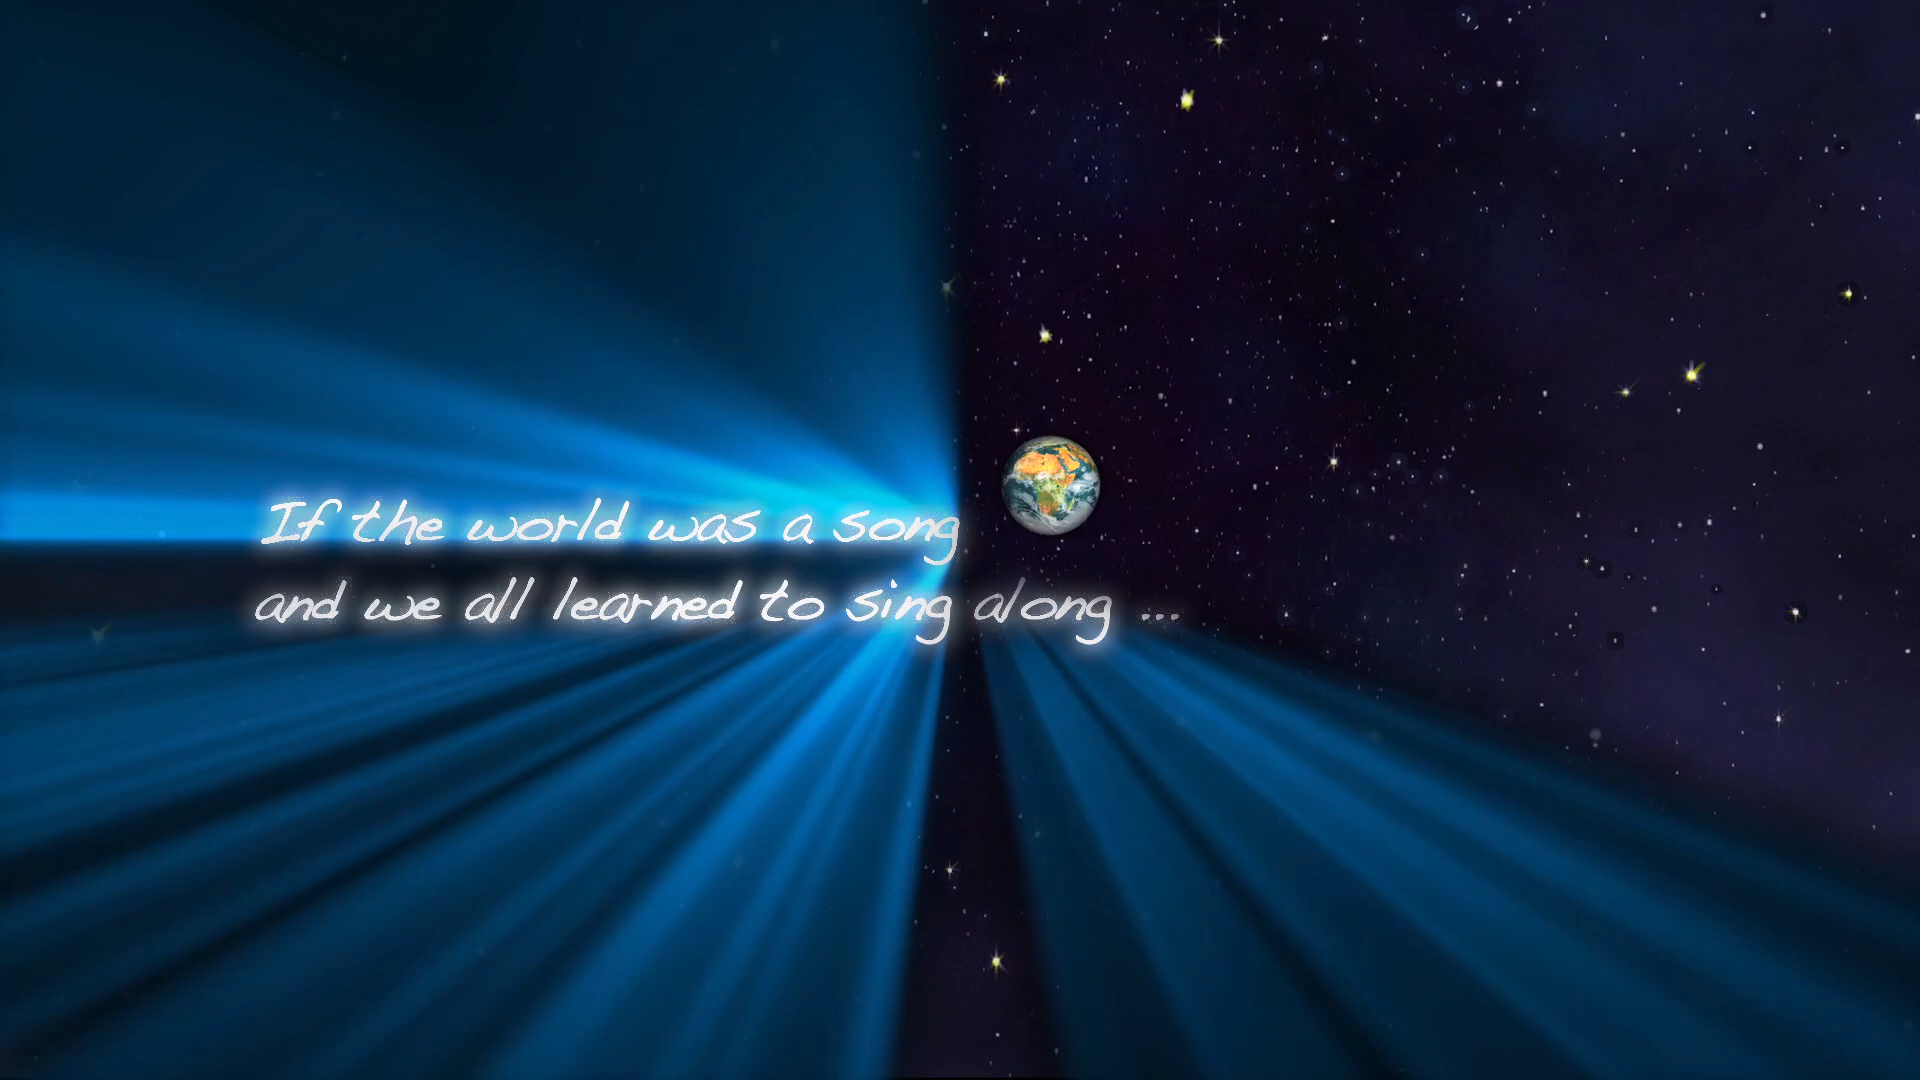 If the world was a song
and we all learned to sing along ...